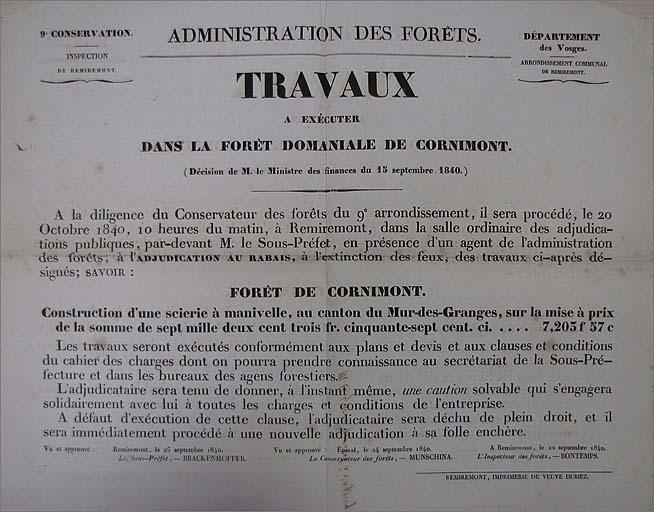 9e CONSERVATION.
INSPECTION
DE REMIREMONT.
ADMINISTRATION DES FORÊTS.
DÉPARTEMENT
des Vosges.
ARRONDISSEMENT COMMUNAL
DE REMIREMONT.
TRAVAUX
A EXÉCUTER
DANS LA FORÊT DOMANIALE DE CORNIMONT.
(Décision de M. le Ministre des finances du 15 septembre 1840.)
A la diligence du Conservateur des forêts du 9e arrondissement, il sera procédé, le 20
Octobre 1840, 10 heures du matin, à Remiremont, dans la salle ordinaire des adjudica-
tions publiques, par-devant M. le Sous-Préfet, en présence d'un agent de l'administration
des forêts; à l'ADJUDICATION AU RABAIS, à l'extinction des feux, des travaux ci-après dé-
signés; SAVOIR :
FORÊT DE CORNIMONT.
Construction d'une scierie à manivelle, au canton du Mur-des-Granges, sur la mise à prix
de la somme de sept mille deux cent trois fr. cinquante-sept cent. ci. .... 7,203 f 57 c
Les travaux seront exécutés conformément aux plans et devis et aux clauses et conditions
du cahier des charges dont on pourra prendre connaissance au secrétariat de la Sous-Pré-
fecture et dans les bureaux des agens forestiers.
L'adjudicataire sera tenu de donner, à l'instant même, une caution solvable qui s'engagera
solidairement avec lui à toutes les charges et conditions de l'entreprise.
A défaut d'exécution de cette clause, l'adjudicataire sera déchu de plein droit, et il
sera immédiatement procédé à une nouvelle adjudication à sa folle enchère.
Vu et approuvé : Remiremont, le 25 septembre 1840.
Le Sous-Préfet, — BRACKENHOFFER.
Vu et approuvé : Epinal, le 24 septembre 1840.
Le Conservateur des forêts, — MUNSCHINA.
A Remiremont, le 22 septembre 1840.
L'Inspecteur des forêts, — BONTEMPS.
REMIREMONT, IMPRIMERIE DE VEUVE DUBIEZ.